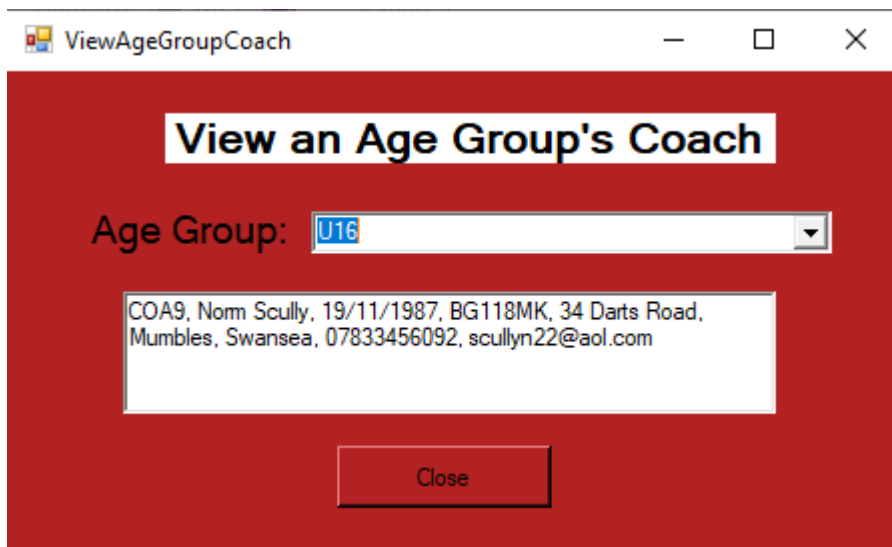 ViewAgeGroupCoach
View an Age Group's Coach
Age Group: U16
COA9, Norm Scully, 19/11/1987, BG118MK, 34 Darts Road,
Mumbles, Swansea, 07833456092, scullyn22@aol.com
Close